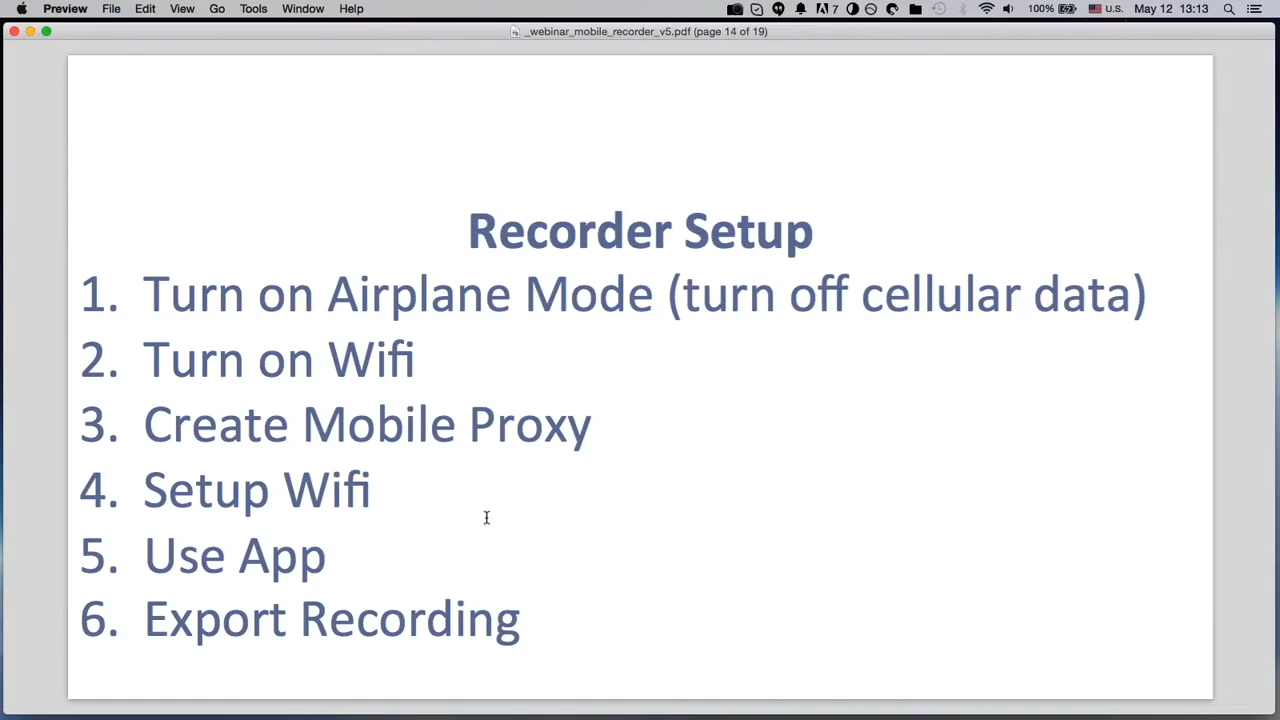 Preview File Edit View Go Tools Window Help 7 100% U.S. May 12 13:13
_webinar_mobile_recorder_v5.pdf (page 14 of 19)
Recorder Setup
1. Turn on Airplane Mode (turn off cellular data)
2. Turn on Wifi
3. Create Mobile Proxy
4. Setup Wifi
5. Use App
6. Export Recording